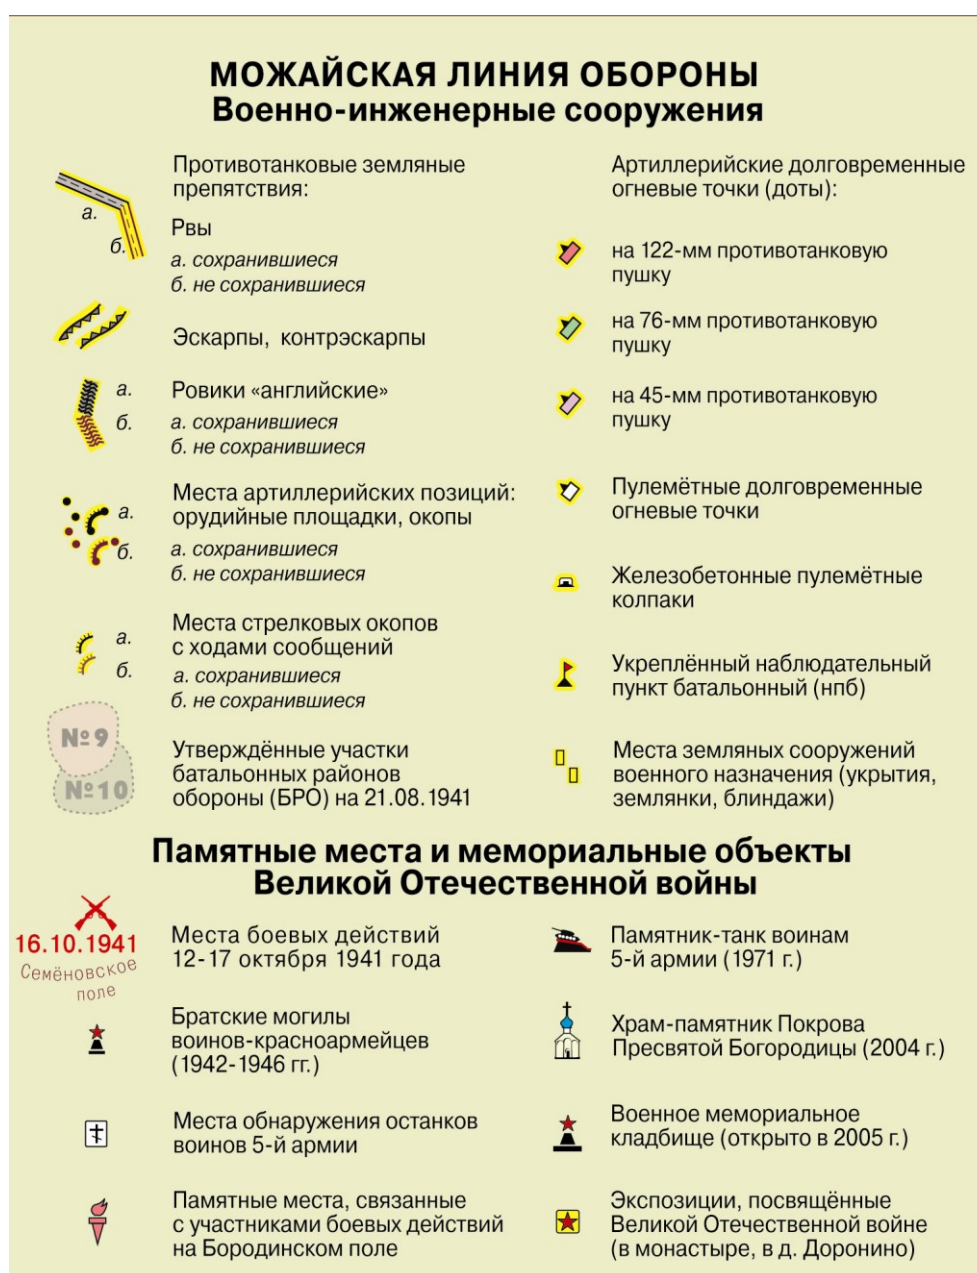 МОЖАЙСКАЯ ЛИНИЯ ОБОРОНЫ
Военно-инженерные сооружения
Противотанковые земляные
препятствия:
а.
б.
Рвы
а. сохранившиеся
б. не сохранившиеся
Эскарпы, контрэскарпы
а.
б.
Ровики «английские»
а. сохранившиеся
б. не сохранившиеся
Места артиллерийских позиций:
орудийные площадки, окопы
а.
б.
а. сохранившиеся
б. не сохранившиеся
Места стрелковых окопов
с ходами сообщений
а.
б.
а. сохранившиеся
б. не сохранившиеся
№9
№10
Утверждённые участки
батальонных районов
обороны (БРО) на 21.08.1941
Артиллерийские долговременные
огневые точки (доты):
на 122-мм противотанковую
пушку
на 76-мм противотанковую
пушку
на 45-мм противотанковую
пушку
Пулемётные долговременные
огневые точки
Железобетонные пулемётные
колпаки
Укреплённый наблюдательный
пункт батальонный (нпб)
Места земляных сооружений
военного назначения (укрытия,
землянки, блиндажи)
Памятные места и мемориальные объекты
Великой Отечественной войны
16.10.1941
Семёновское
поле
Места боевых действий
12-17 октября 1941 года
Братские могилы
воинов-красноармейцев
(1942-1946 гг.)
Места обнаружения останков
воинов 5-й армии
Памятные места, связанные
с участниками боевых действий
на Бородинском поле
Памятник-танк воинам
5-й армии (1971 г.)
Храм-памятник Покрова
Пресвятой Богородицы (2004 г.)
Военное мемориальное
кладбище (открыто в 2005 г.)
Экспозиции, посвящённые
Великой Отечественной войне
(в монастыре, в д. Доронино)